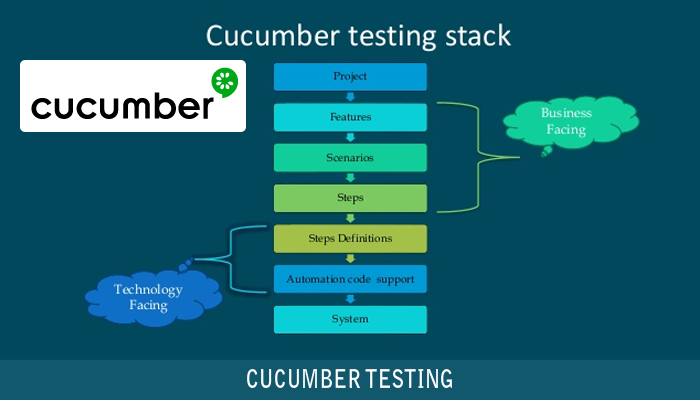 Cucumber testing stack
cucumber
Project
Features
Business
Facing
Scenarios
Steps
Steps Definitions
Technology
Facing
Automation code support
System
CUCUMBER TESTING